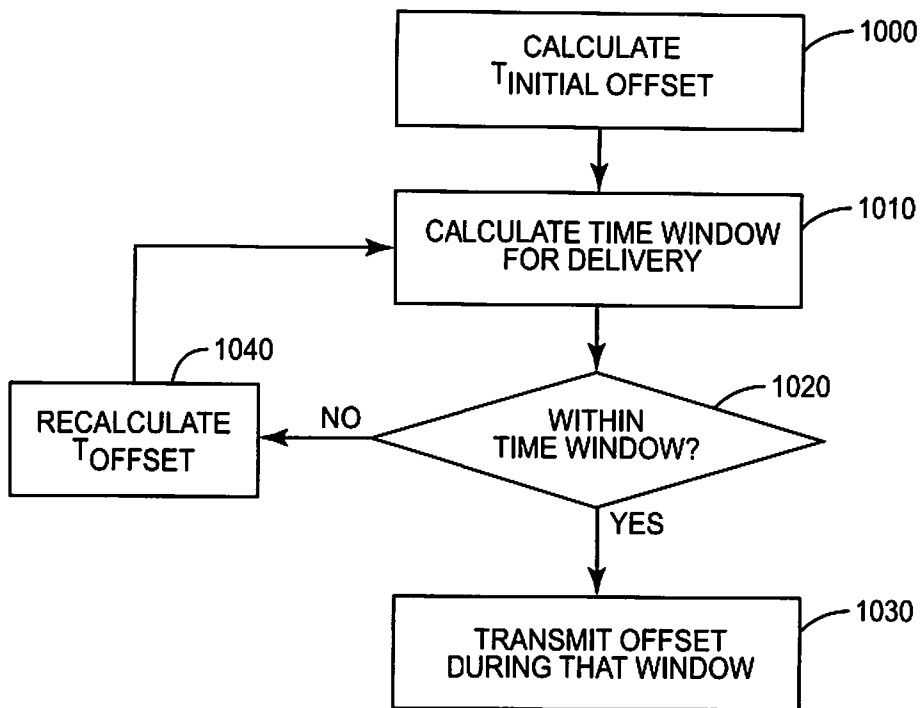 CALCULATE
TINITIAL OFFSET
1000
CALCULATE TIME WINDOW
FOR DELIVERY
1010
WITHIN
TIME WINDOW?
1020
NO
RECALCULATE
TOFFSET
1040
YES
TRANSMIT OFFSET
DURING THAT WINDOW
1030